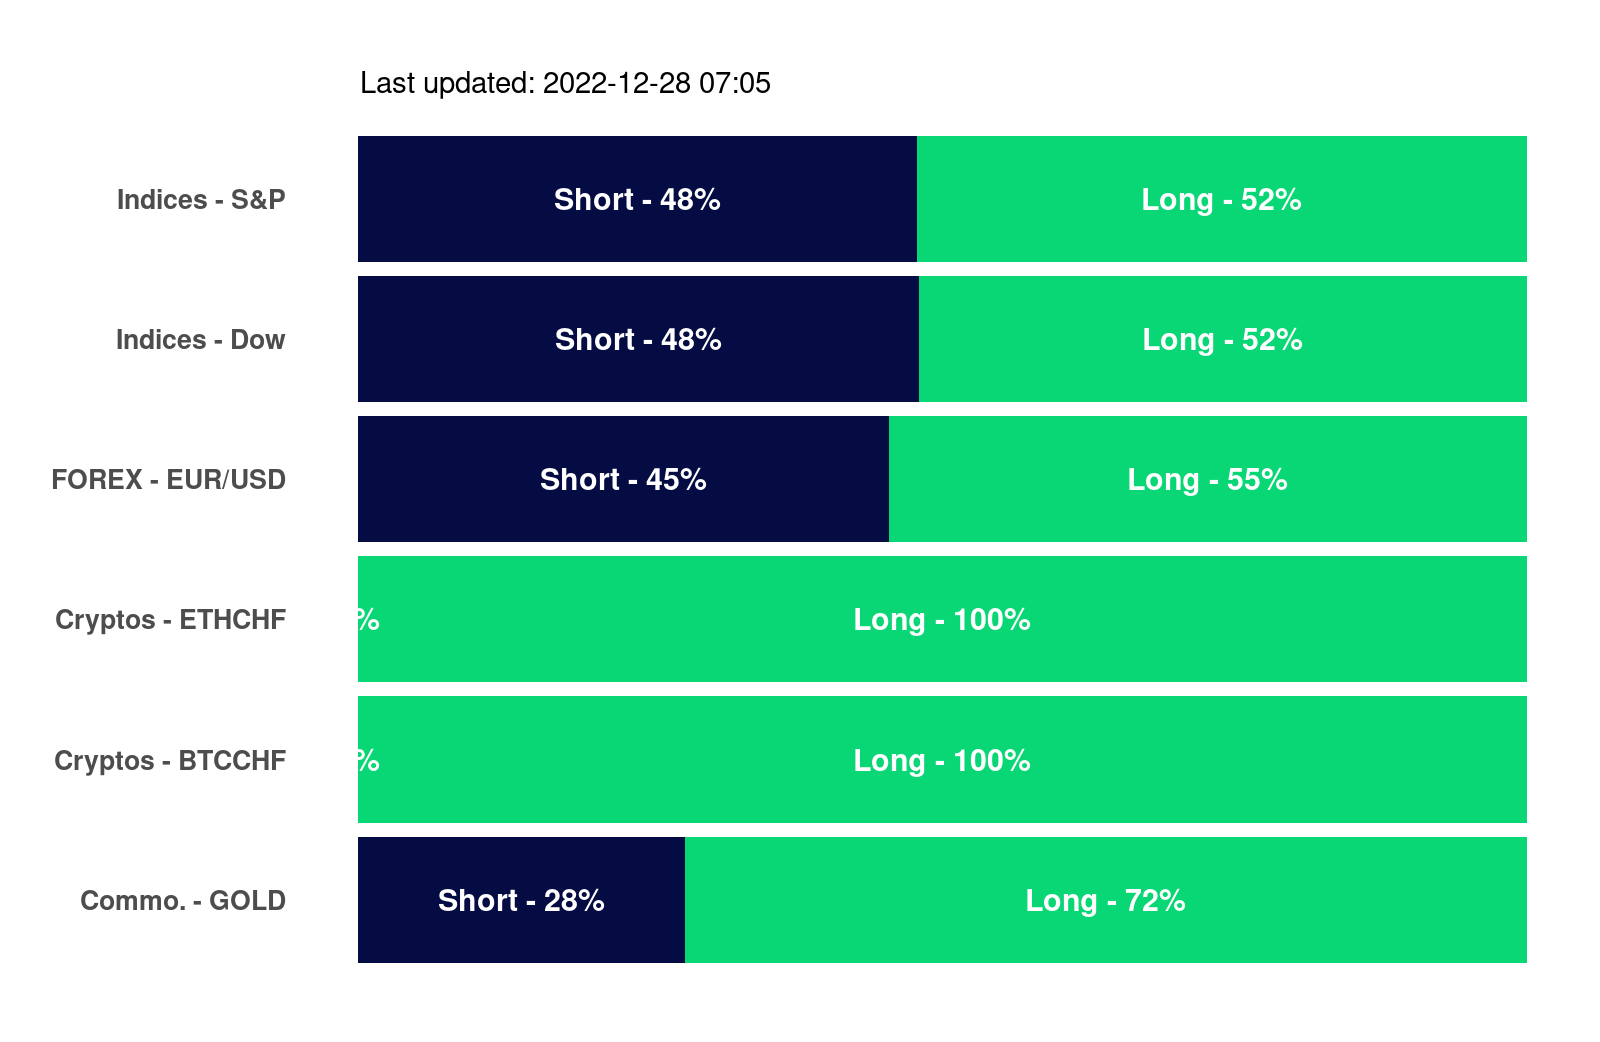 Last updated: 2022-12-28 07:05
Indices - S&P Short - 48% Long - 52%
Indices - Dow Short - 48% Long - 52%
FOREX - EUR/USD Short - 45% Long - 55%
Cryptos - ETHCHF % Long - 100%
Cryptos - BTCCHF % Long - 100%
Commo. - GOLD Short - 28% Long - 72%